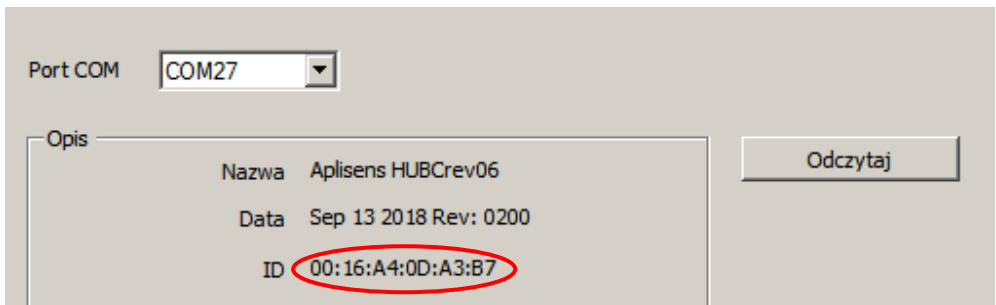 Port COM COM27
Opis
Odczytaj
Nazwa Aplisens HUBCrev06
Data Sep 13 2018 Rev: 0200
ID 00:16:A4:0D:A3:B7